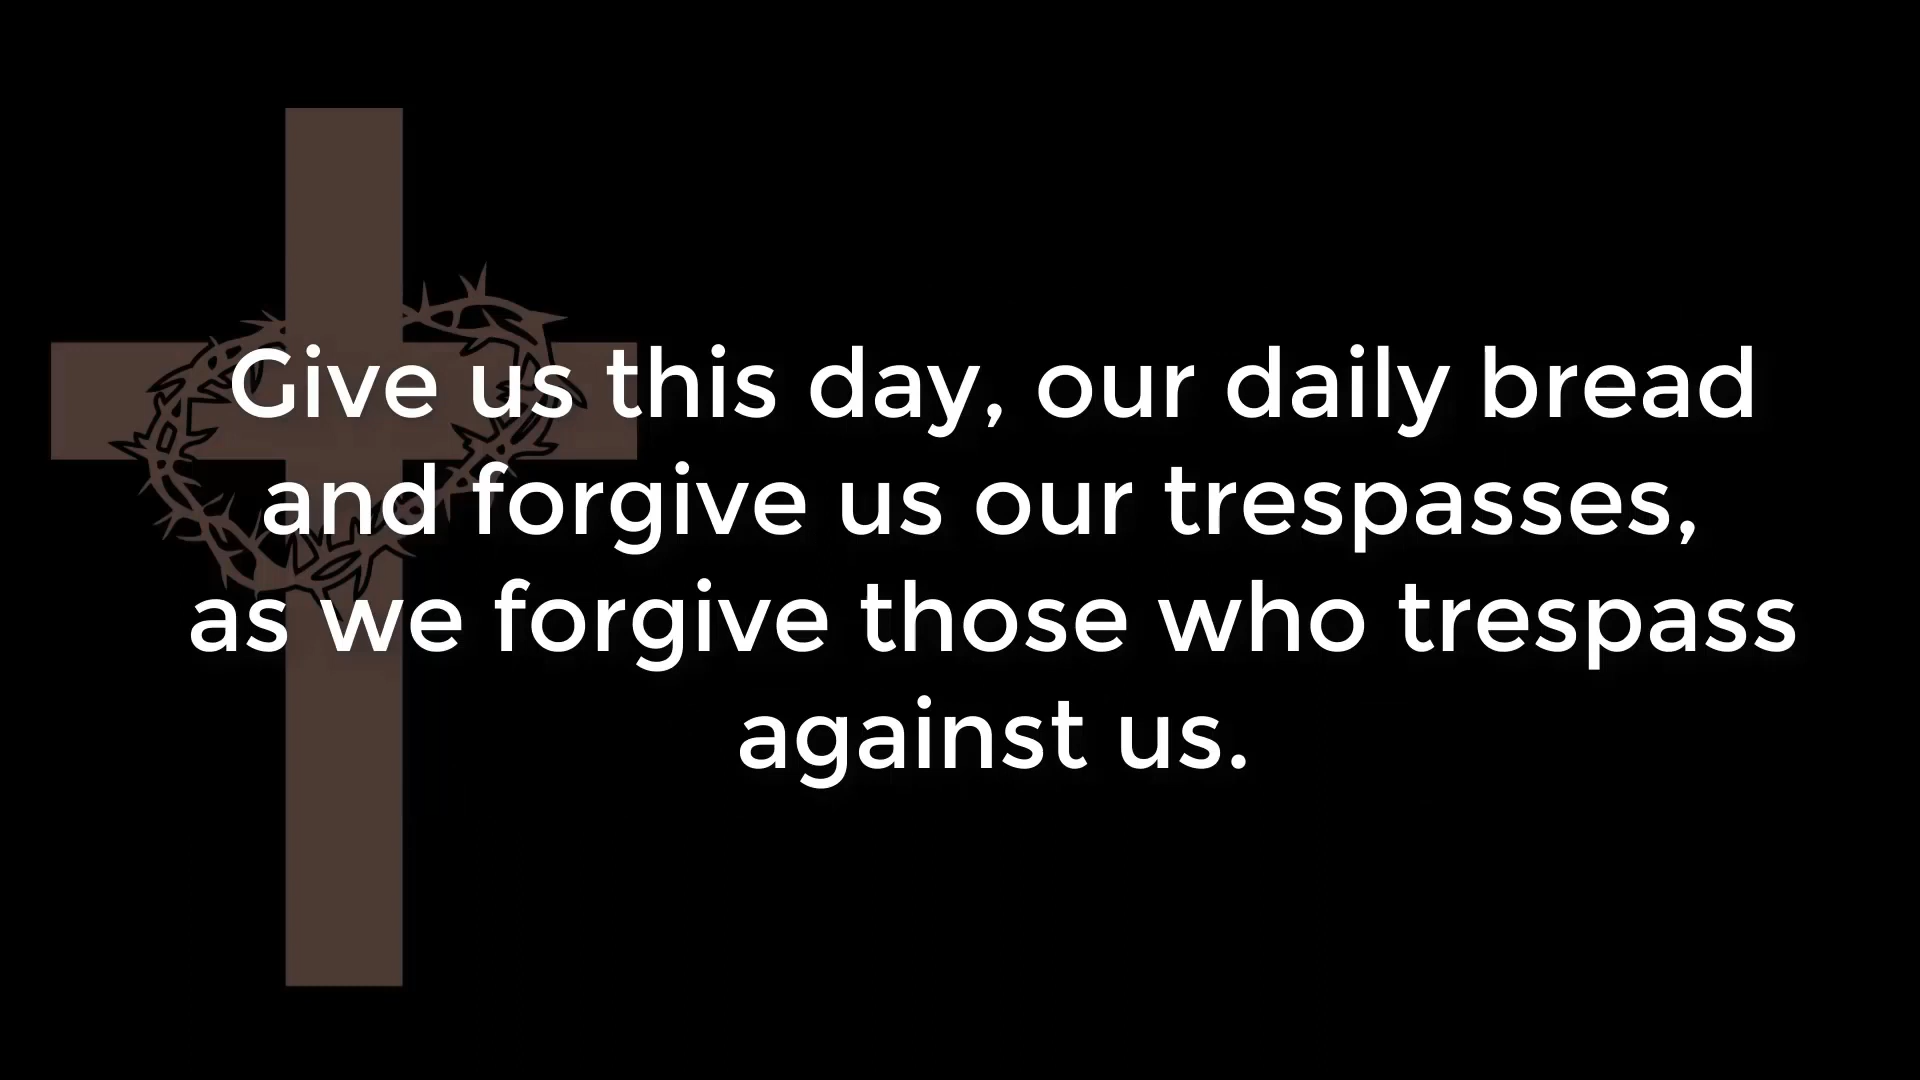 Give us this day, our daily bread
and forgive us our trespasses,
as we forgive those who trespass
against us.